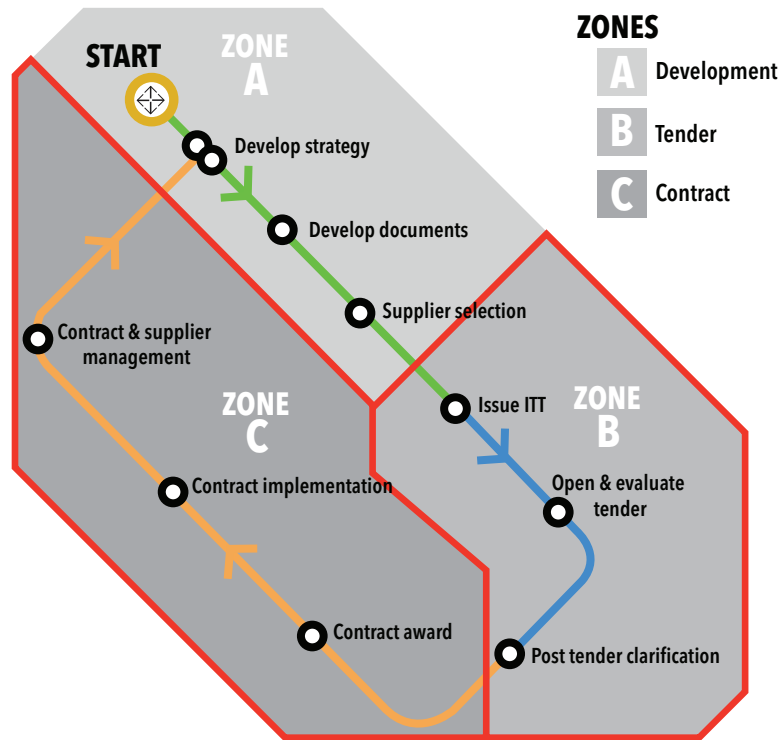 START
ZONE
A
Develop strategy
Develop documents
Supplier selection
Issue ITT
ZONE
B
Open & evaluate
tender
Post tender clarification
Contract award
Contract implementation
ZONE
C
Contract & supplier
management
ZONES
A Development
B Tender
C Contract